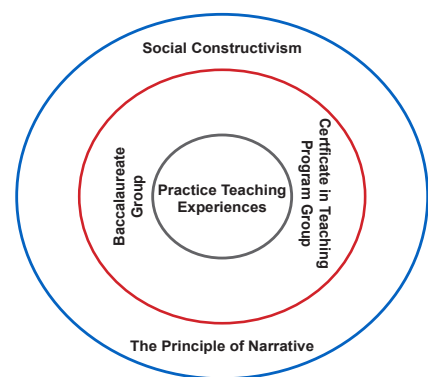 Social Constructivism
Baccalaureate
Group
Practice Teaching
Experiences
Certficate in Teaching
Program Group
The Principle of Narrative